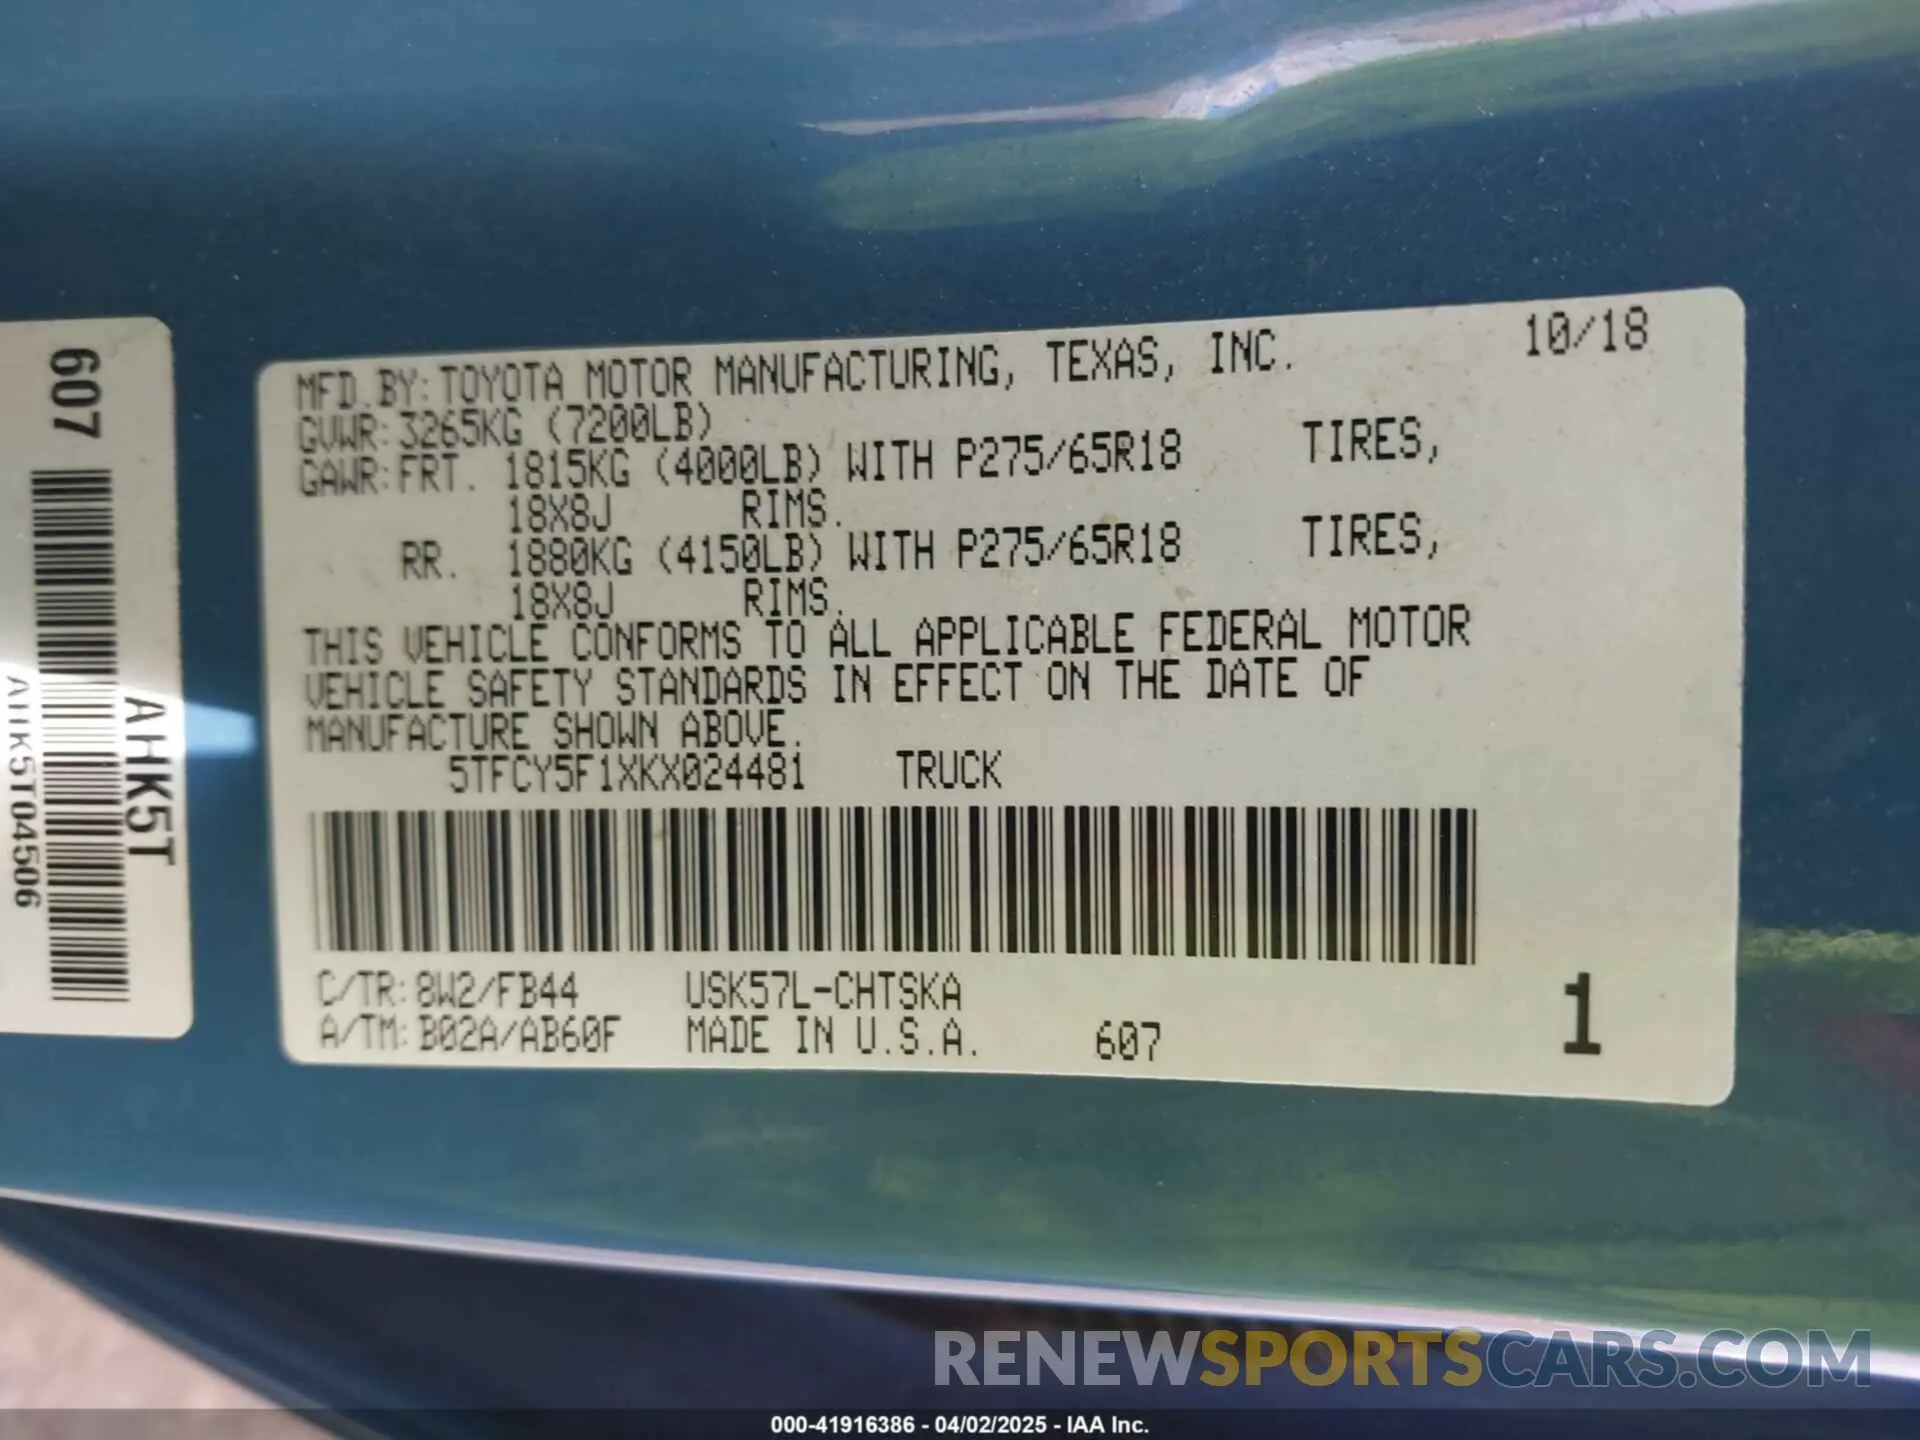 607
AHK5T
AHK5T04506
MFD.BY:TOYOTA MOTOR MANUFACTURING, TEXAS, INC. 10/18
GVWR:3265KG (7200LB)
GAWR:FRT. 1815KG (4000LB) WITH P275/65R18 TIRES,
18X8J RIMS.
RR. 1880KG (4150LB) WITH P275/65R18 TIRES,
18X8J RIMS.
THIS VEHICLE CONFORMS TO ALL APPLICABLE FEDERAL MOTOR
VEHICLE SAFETY STANDARDS IN EFFECT ON THE DATE OF
MANUFACTURE SHOWN ABOVE.
5TFCY5F1XKX024481 TRUCK
C/TR:8W2/FB44 USK57L-CHTSKA
A/TM:B02A/AB60F MADE IN U.S.A. 607 1
RENEWSPORTSCARS.COM
000-41916386 - 04/02/2025 - IAA Inc.